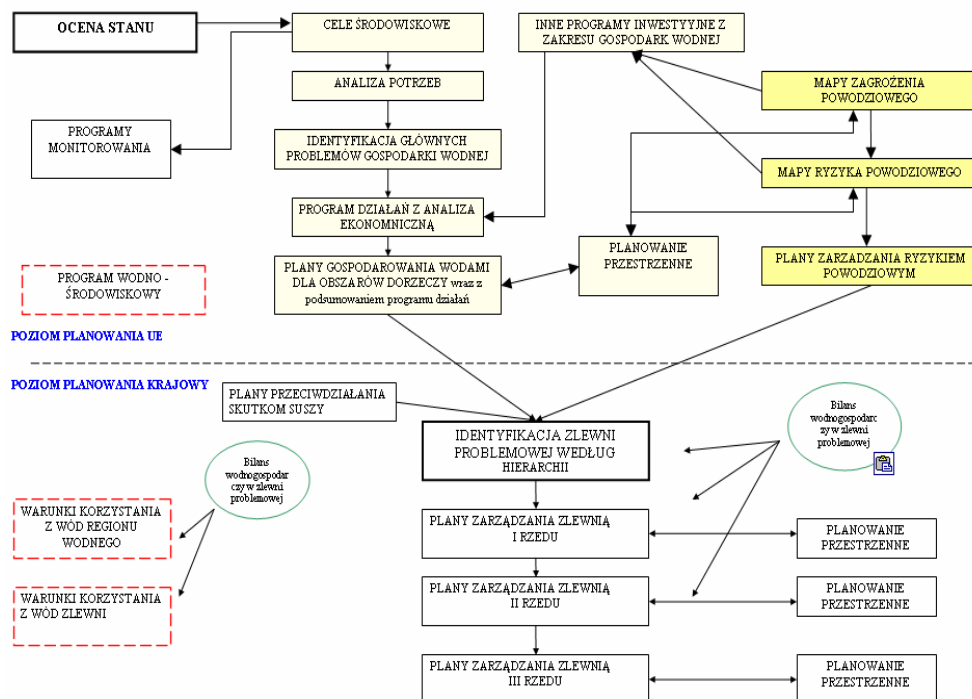 OCENA STANU
CELE ŚRODOWISKOWE
INNE PROGRAMY INWESTYYJNE Z
ZAKRESU GOSPODARK WODNEJ
MAPY ZAGROŻENIA
POWODZIOWEGO
ANALIZA POTRZEB
PROGRAMY
MONITOROWANIA
IDENTYFIKACJA GŁÓWNYCH
PROBLEMÓW GOSPODARKI WODNEJ
MAPY RYZYKA POWODZIOWEGO
PROGRAM DZIAŁAŃ Z ANALIZA
EKONOMNICZNĄ
PLANOWANIE
PRZESTRZENNE
PLANY ZARZADZANIA RYZYKIEM
POWODZIOWYM
PROGRAM WODNO -
ŚRODOWISKOWY
PLANY GOSPODAROWANIA WODAMI
DLA OBSZARÓW DORZECZY wraz z
podsumowaniem programu działań
POZIOM PLANOWANIA UE
POZIOM PLANOWANIA KRAJOWY
PLANY PRZECIWDZIAŁANIA
SKUTKOM SUSZY
Bilans
wodnogospodarc
zy w zlewni
problemowej
IDENTYFIKACJA ZLEWNI
PROBLEMOWEJ WEDŁUG
HIERARCHII
Bilans
wodnogospodar
czy w zlewni
problemowej
WARUNKI KORZYSTANIA
Z WÓD REGIONU
WODNEGO
PLANY ZARZĄDZANIA ZLEWNIĄ
I RZEDU
PLANOWANIE
PRZESTRZENNE
WARUNKI KORZYSTANIA
Z WÓD ZLEWNI
PLANY ZARZĄDZANIA ZLEWNIĄ
II RZEDU
PLANOWANIE
PRZESTRZENNE
PLANY ZARZĄDZANIA ZLEWNIĄ
III RZEDU
PLANOWANIE
PRZESTRZENNE